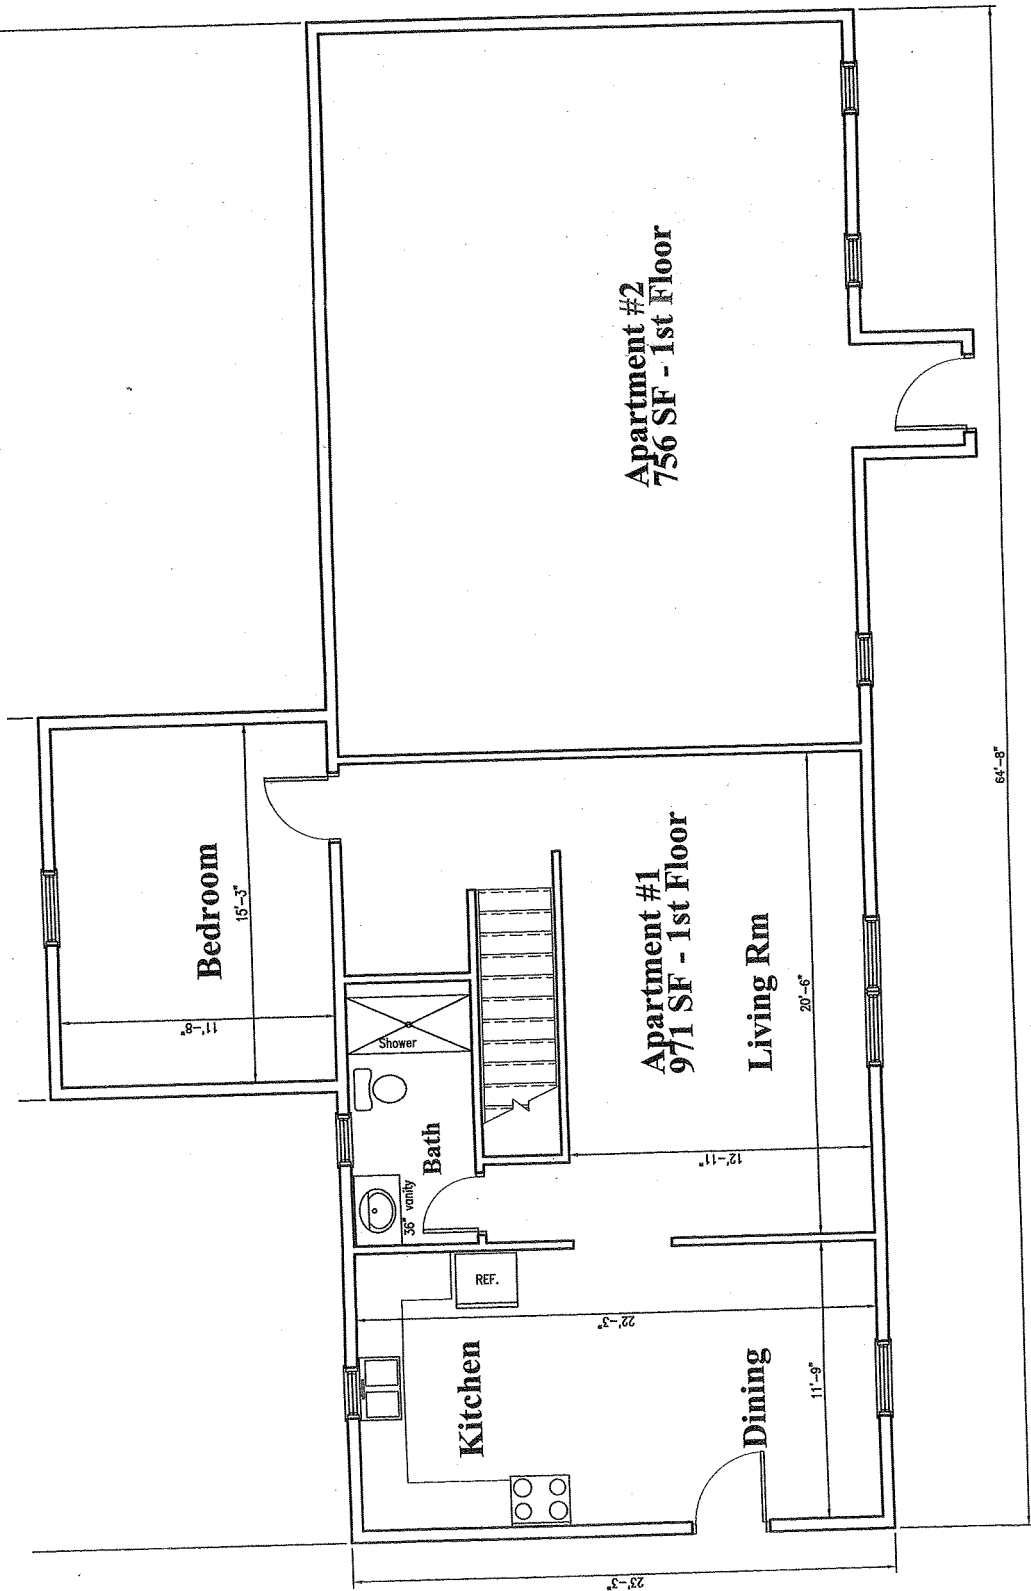 Apartment #2
756 SF - 1st Floor
Bedroom
15'-3"
11'-8"
Apartment #1
971 SF - 1st Floor
Living Rm
20'-6"
12'-11"
64'-8"
Shower
Bath
36" vanity
REF.
Kitchen
22'-3"
Dining
11'-9"
23'-3"